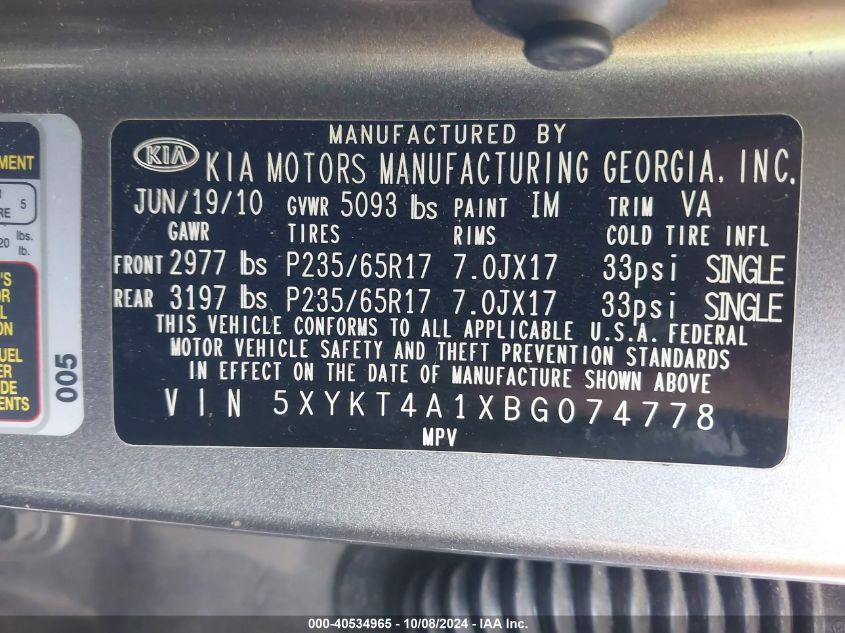 MANUFACTURED BY
KIA KIA MOTORS MANUFACTURING GEORGIA, INC.
JUN/19/10 GVWR 5093 lbs PAINT IM TRIM VA
GAWR TIRES RIMS COLD TIRE INFL
FRONT 2977 lbs P235/65R17 7.0JX17 33psi SINGLE
REAR 3197 lbs P235/65R17 7.0JX17 33psi SINGLE
THIS VEHICLE CONFORMS TO ALL APPLICABLE U.S.A. FEDERAL
MOTOR VEHICLE SAFETY AND THEFT PREVENTION STANDARDS
IN EFFECT ON THE DATE OF MANUFACTURE SHOWN ABOVE
VIN 5XYKT4A1XBG074778
MPV
5
lbs.
lb.
005
000-40534965 - 10/08/2024 - IAA Inc.